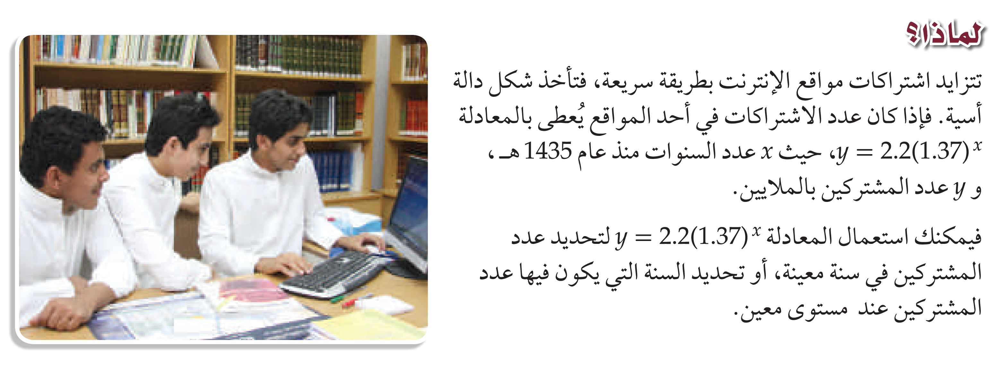 لماذا؟
تتزايد اشتراكات مواقع الإنترنت بطريقة سريعة، فتأخذ شكل دالة
أسية. فإذا كان عدد الاشتراكات في أحد المواقع يُعطى بالمعادلة
y = 2.2(1.37)^x، حيث x عدد السنوات منذ عام 1435 هـ ،
و y عدد المشتركين بالملايين.
فيمكنك استعمال المعادلة y = 2.2(1.37)^x لتحديد عدد
المشتركين في سنة معينة، أو تحديد السنة التي يكون فيها عدد
المشتركين عند مستوى معين.